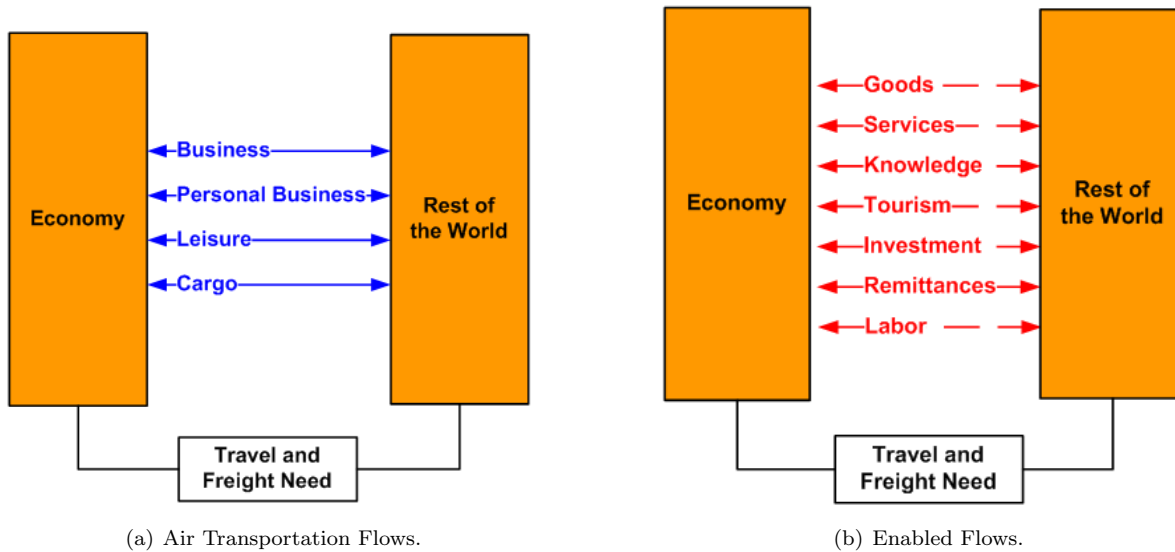 Economy
Business
Personal Business
Leisure
Cargo
Rest of
the World
Travel and
Freight Need
(a) Air Transportation Flows.
Economy
Goods
Services
Knowledge
Tourism
Investment
Remittances
Labor
Rest of
the World
Travel and
Freight Need
(b) Enabled Flows.